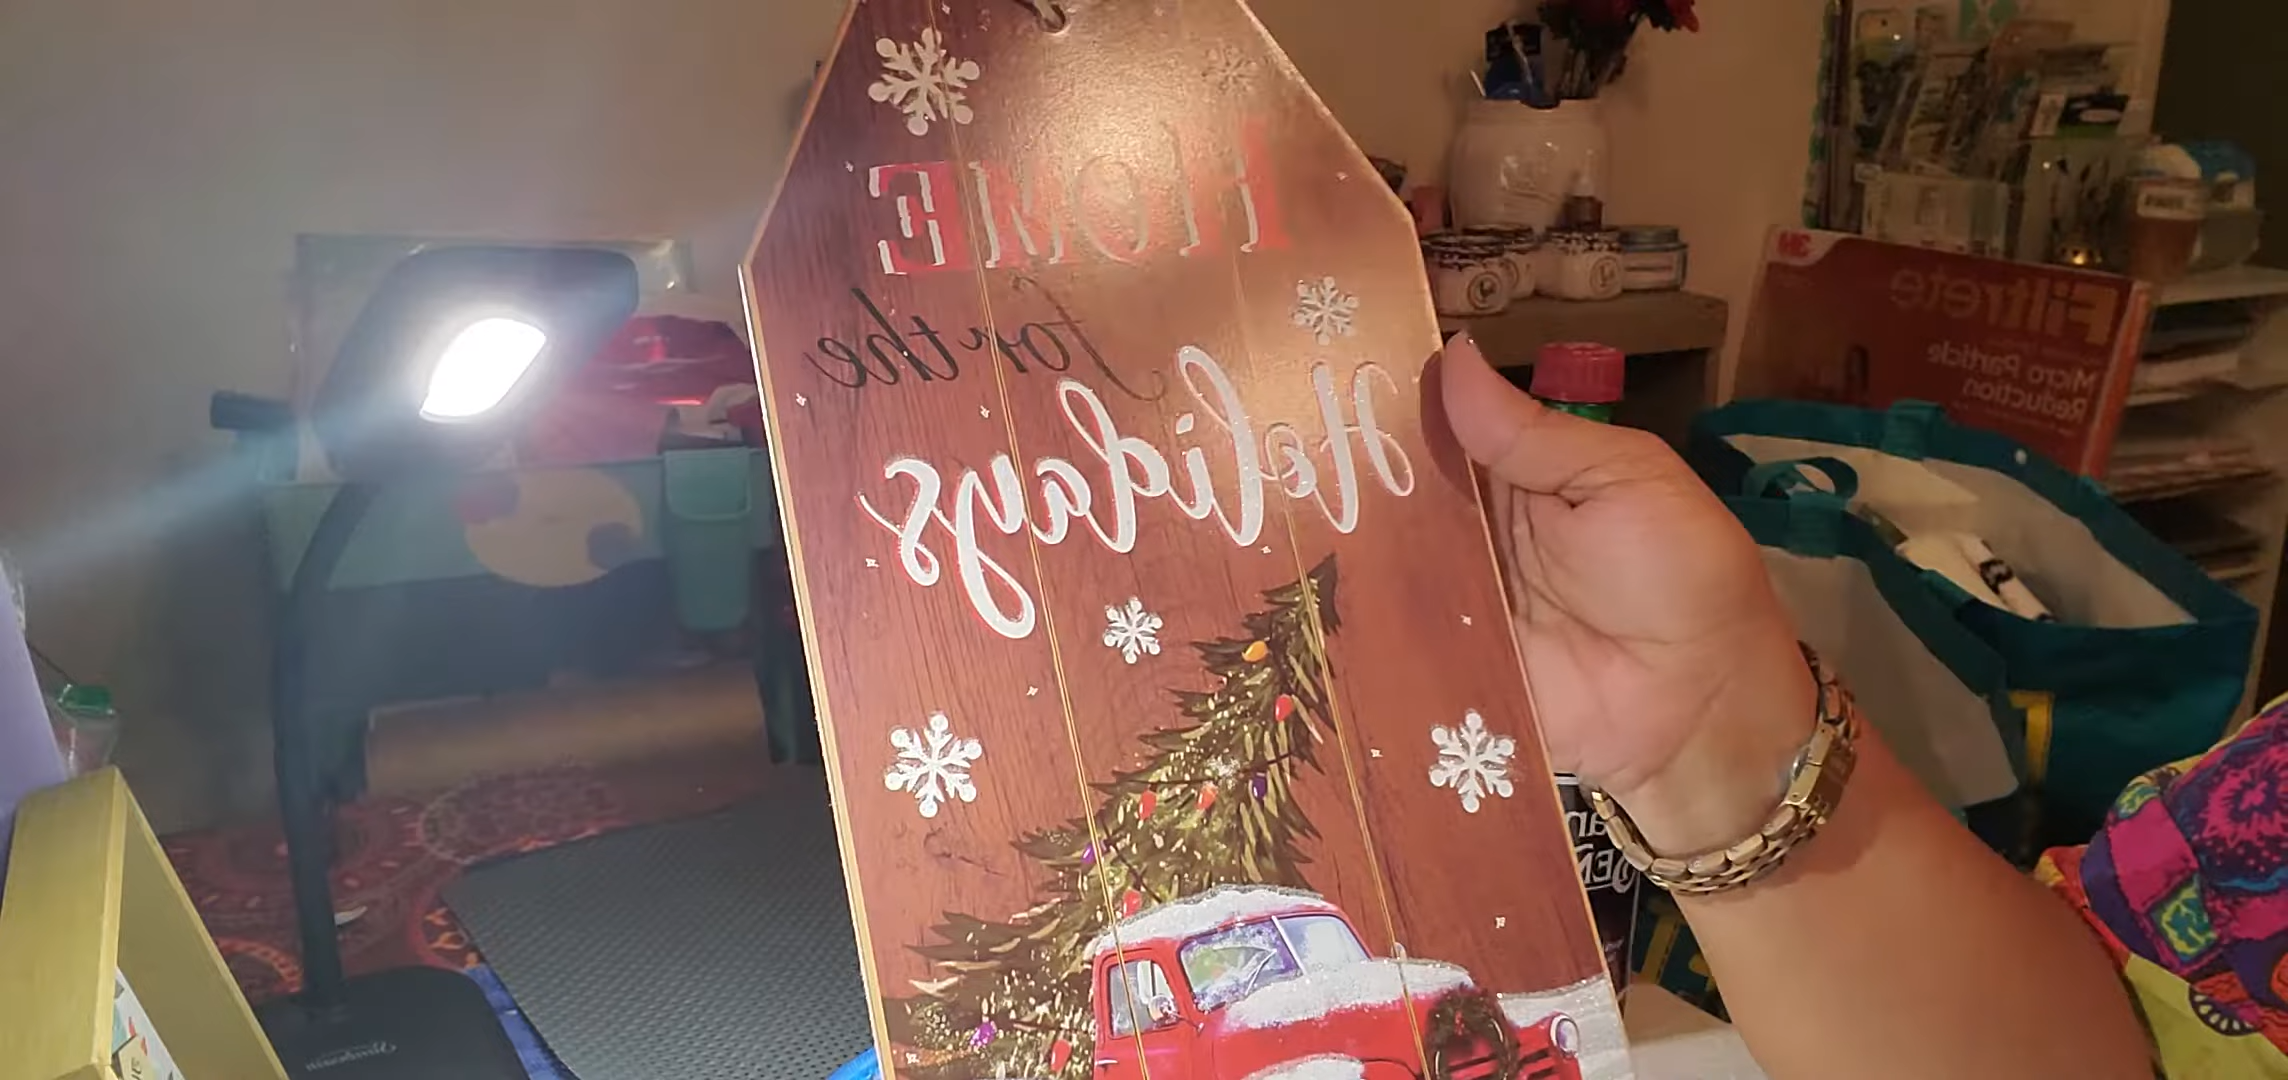 HOME
for the
Holidays
3M
Filtrete
Micro Particle
Reduction